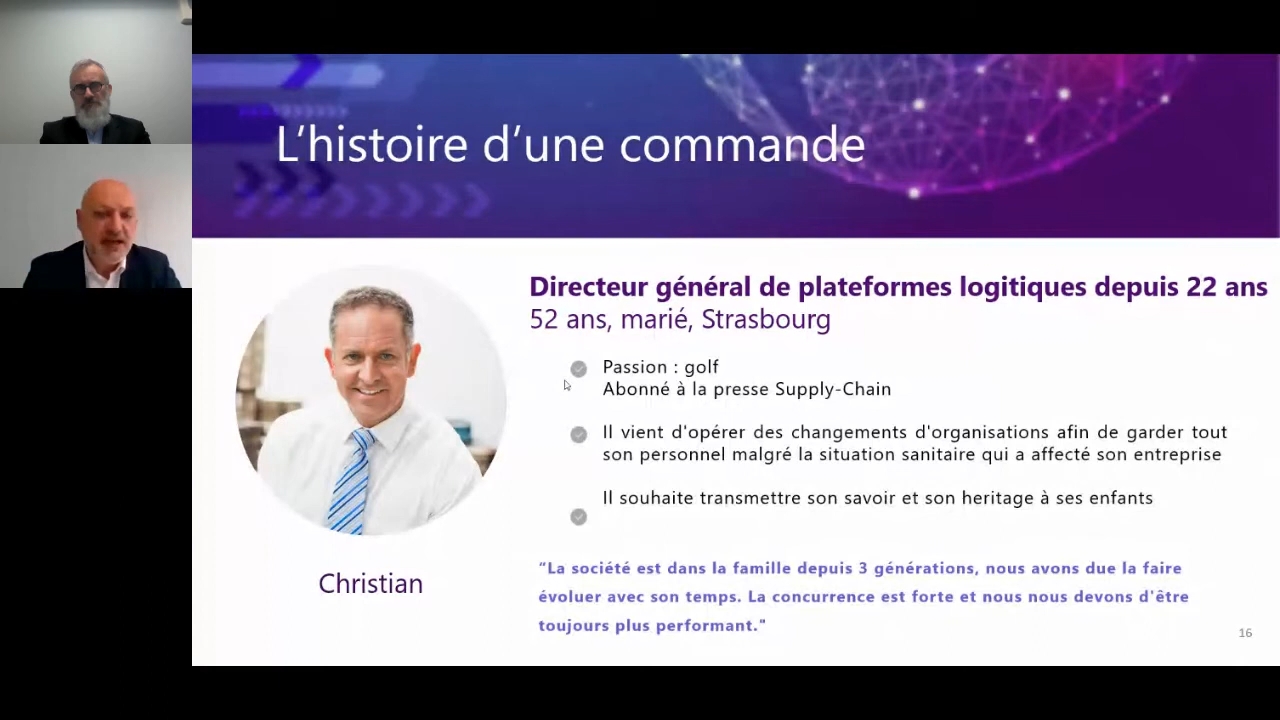 L’histoire d’une commande
Directeur général de plateformes logitiques depuis 22 ans
52 ans, marié, Strasbourg
Passion : golf
Abonné à la presse Supply-Chain
Il vient d'opérer des changements d'organisations afin de garder tout
son personnel malgré la situation sanitaire qui a affecté son entreprise
Il souhaite transmettre son savoir et son heritage à ses enfants
Christian
“La société est dans la famille depuis 3 générations, nous avons due la faire
évoluer avec son temps. La concurrence est forte et nous nous devons d'être
toujours plus performant."
16